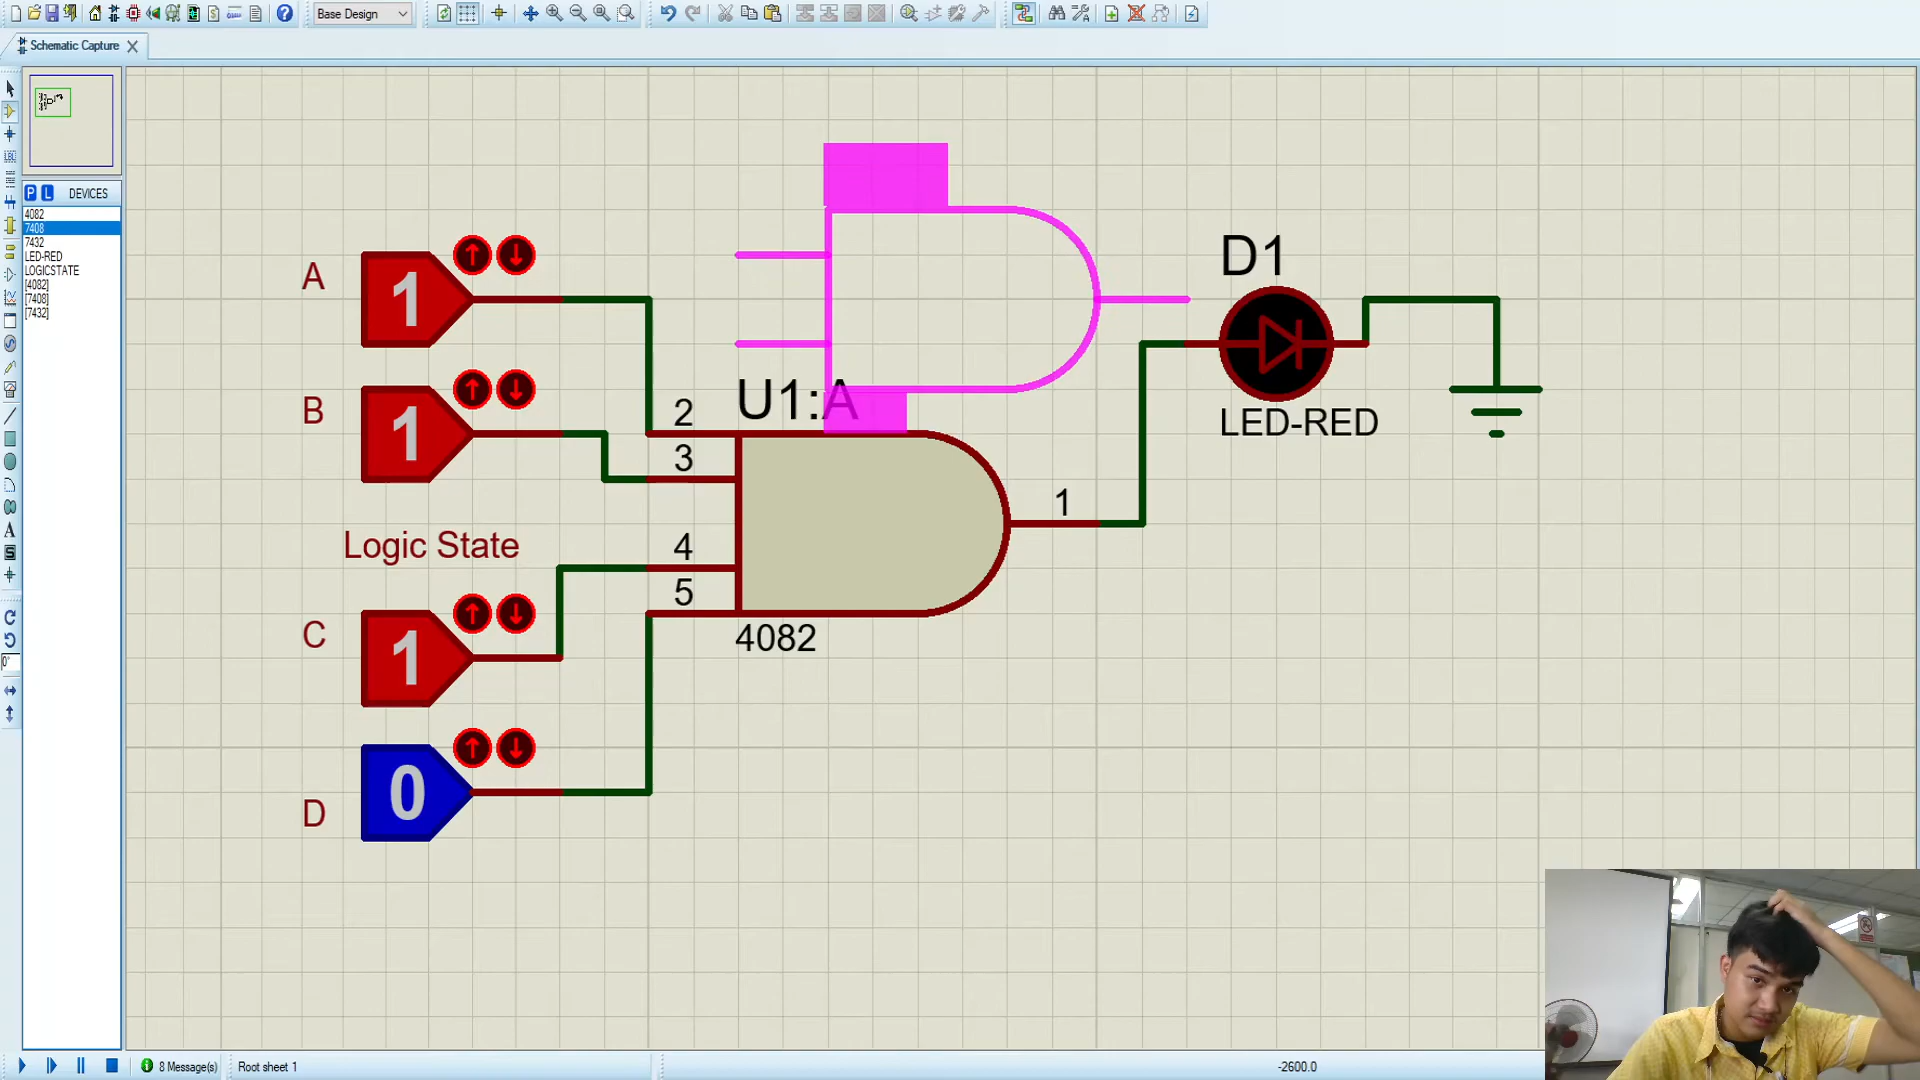 Base Design
Schematic Capture
P L DEVICES
4082
7408
7432
LED-RED
LOGICSTATE
[4082]
[7408]
[7432]
A
1
B
1
Logic State
C
1
D
0
U1:A
2
3
4
5
1
4082
D1
LED-RED
8 Message(s)
Root sheet 1
-2600.0